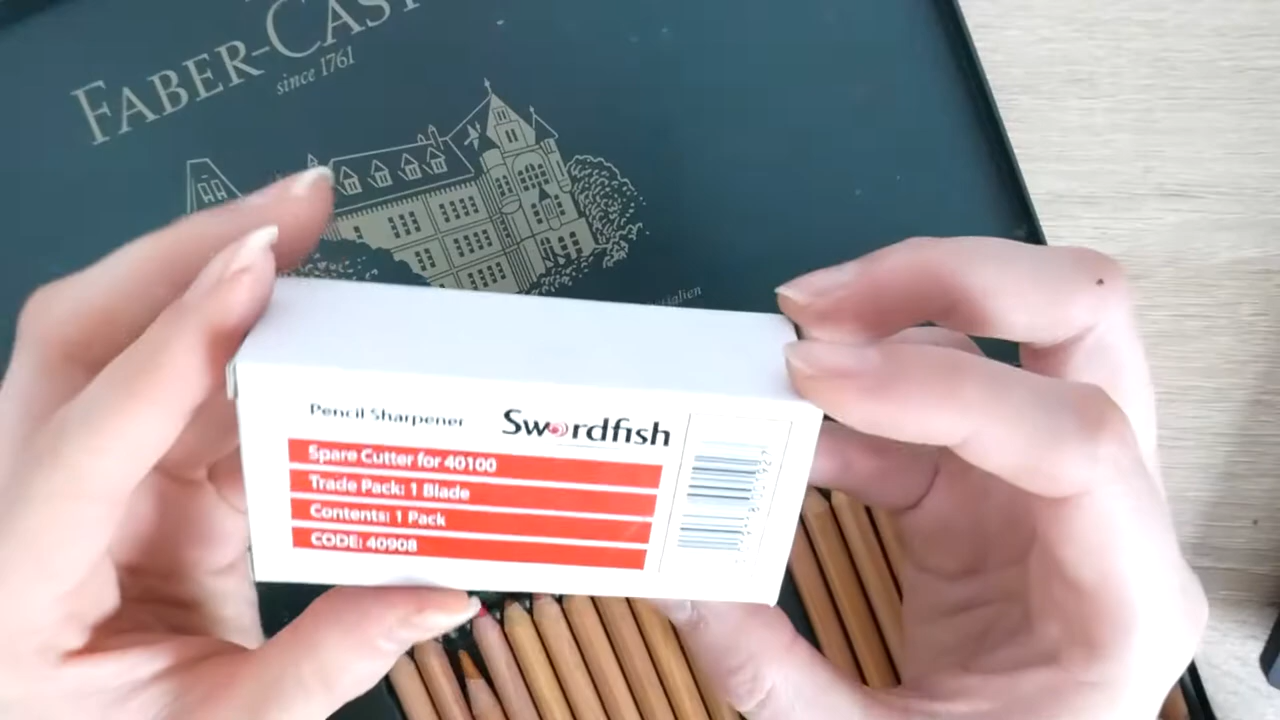 FABER-CAST
since 1761
Pencil Sharpener
Swordfish
Spare Cutter for 40100
Trade Pack: 1 Blade
Contents: 1 Pack
CODE: 40908